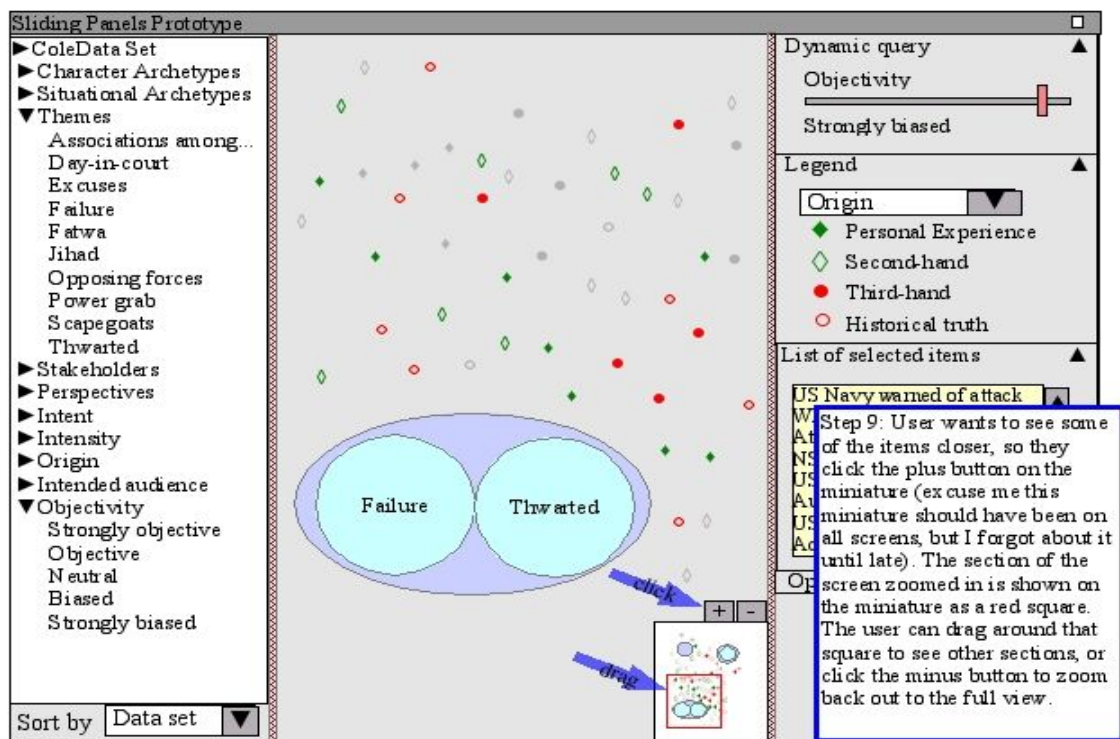 Sliding Panels Prototype
ColeData Set
Character Archetypes
Situational Archetypes
Themes
Associations among...
Day-in-court
Excuses
Failure
Fatwa
Jihad
Opposing forces
Power grab
Scapegoats
Thwarted
Stakeholders
Perspectives
Intent
Intensity
Origin
Intended audience
Objectivity
Strongly objective
Objective
Neutral
Biased
Strongly biased
Sort by Data set
Failure
Thwarted
click
+ -
drag
Dynamic query
Objectivity
Strongly biased
Legend
Origin
Personal Experience
Second-hand
Third-hand
Historical truth
List of selected items
US Navy warned of attack
US
US
Step 9: User wants to see some
of the items closer, so they
click the plus button on the
miniature (excuse me this
miniature should have been on
all screens, but I forgot about it
until late). The section of the
screen zoomed in is shown on
the miniature as a red square.
The user can drag around that
square to see other sections, or
click the minus button to zoom
back out to the full view.